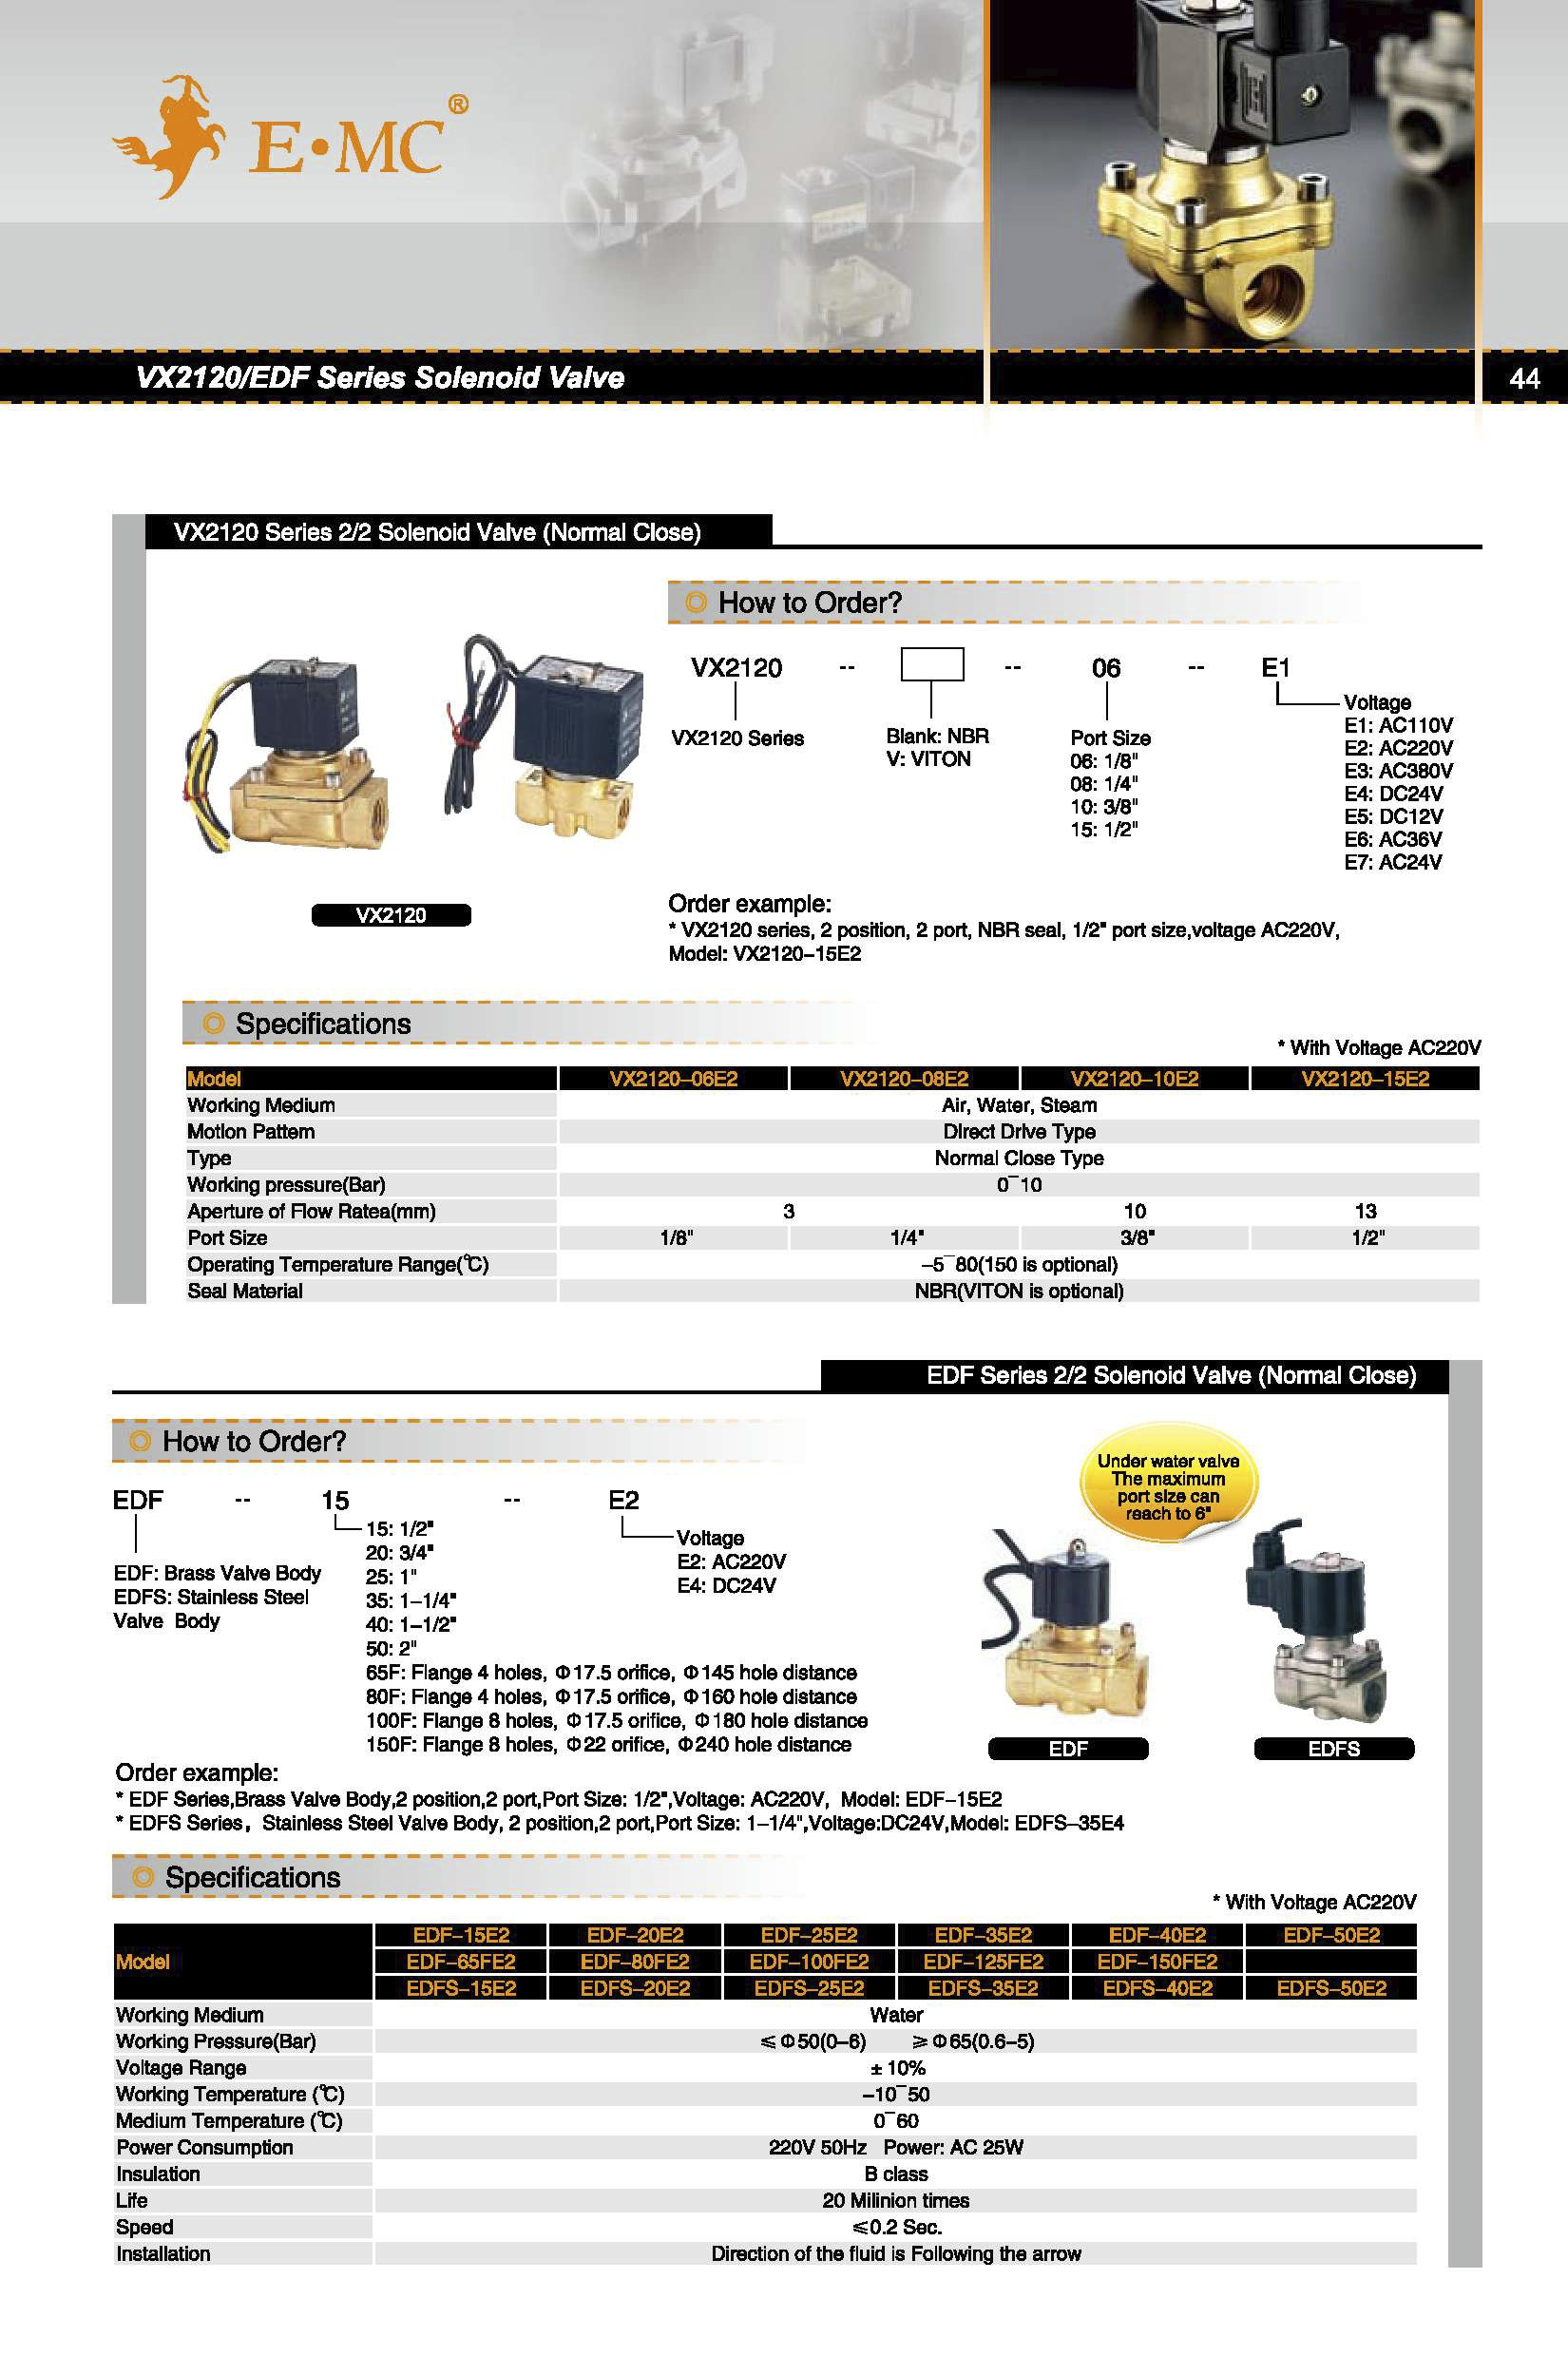 E•MC®
VX2120/EDF Series Solenoid Valve
44
VX2120 Series 2/2 Solenoid Valve (Normal Close)
How to Order?
VX2120 -- -- 06 -- E1
VX2120 Series
Blank: NBR
V: VITON
Port Size
06: 1/8"
08: 1/4"
10: 3/8"
15: 1/2"
Voltage
E1: AC110V
E2: AC220V
E3: AC380V
E4: DC24V
E5: DC12V
E6: AC36V
E7: AC24V
VX2120
Order example:
* VX2120 series, 2 position, 2 port, NBR seal, 1/2" port size,voltage AC220V,
Model: VX2120-15E2
Specifications
* With Voltage AC220V
Model VX2120-06E2 VX2120-08E2 VX2120-10E2 VX2120-15E2
Working Medium Air, Water, Steam
Motion Pattern Direct Drive Type
Type Normal Close Type
Working pressure(Bar) 0¯10
Aperture of Flow Ratea(mm) 3 10 13
Port Size 1/8" 1/4" 3/8" 1/2"
Operating Temperature Range(℃) -5¯80(150 is optional)
Seal Material NBR(VITON is optional)
EDF Series 2/2 Solenoid Valve (Normal Close)
How to Order?
EDF -- 15 -- E2
EDF: Brass Valve Body
EDFS: Stainless Steel
Valve Body
15: 1/2"
20: 3/4"
25: 1"
35: 1-1/4"
40: 1-1/2"
50: 2"
65F: Flange 4 holes, Φ17.5 orifice, Φ145 hole distance
80F: Flange 4 holes, Φ17.5 orifice, Φ160 hole distance
100F: Flange 8 holes, Φ17.5 orifice, Φ180 hole distance
150F: Flange 8 holes, Φ22 orifice, Φ240 hole distance
Voltage
E2: AC220V
E4: DC24V
Under water valve
The maximum
port size can
reach to 6"
EDF
EDFS
Order example:
* EDF Series,Brass Valve Body,2 position,2 port,Port Size: 1/2",Voltage: AC220V, Model: EDF-15E2
* EDFS Series, Stainless Steel Valve Body, 2 position,2 port,Port Size: 1-1/4",Voltage:DC24V,Model: EDFS-35E4
Specifications
* With Voltage AC220V
Model
EDF-15E2 EDF-20E2 EDF-25E2 EDF-35E2 EDF-40E2 EDF-50E2
EDF-65FE2 EDF-80FE2 EDF-100FE2 EDF-125FE2 EDF-150FE2
EDFS-15E2 EDFS-20E2 EDFS-25E2 EDFS-35E2 EDFS-40E2 EDFS-50E2
Working Medium Water
Working Pressure(Bar) ≤Φ50(0-6) ≥Φ65(0.6-5)
Voltage Range ±10%
Working Temperature (℃) -10¯50
Medium Temperature (℃) 0¯60
Power Consumption 220V 50Hz Power: AC 25W
Insulation B class
Life 20 Milinion times
Speed ≤0.2 Sec.
Installation Direction of the fluid is Following the arrow